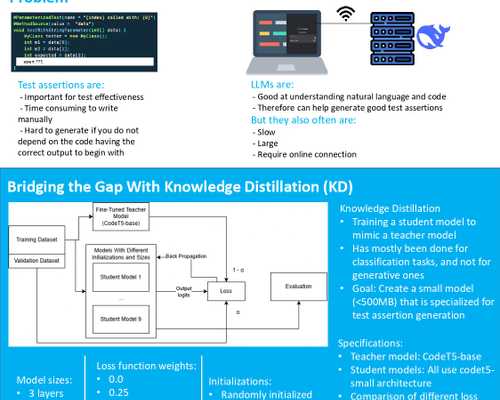 Problem
@ParameterizedTest(name = "{index} called with: {0}")
@MethodSource(value = "data")
MyClass tester = new MyClass();
int m1 = data[0];
int m2 = data[1];
int expected = data[2];
Test assertions are:
- Important for test effectiveness
- Time consuming to write
manually
- Hard to generate if you do not
depend on the code having the
correct output to begin with
LLMs are:
- Good at understanding natural language and code
- Therefore can help generate good test assertions
But they also often are:
- Slow
- Large
- Require online connection
Bridging the Gap With Knowledge Distillation (KD)
Training Dataset
Validation Dataset
Fine-Tuned Teacher
Model
(CodeT5-base)
Models With Different
Initializations and Sizes
Student Model 1
...
Student Model 9
Back Propagation
Output
logits
1 - α
Loss
α
Evaluation
Knowledge Distillation
• Training a student model to
mimic a teacher model
• Has mostly been done for
classification tasks, and not for
generative ones
• Goal: Create a small model
(<500MB) that is specialized for
test assertion generation
Specifications:
• Teacher model: CodeT5-base
• Student models: All use codet5-
small architecture
• Comparison of different loss
Model sizes:
• 3 layers
Loss function weights:
• 0.0
• 0.25
Initializations:
• Randomly initialized